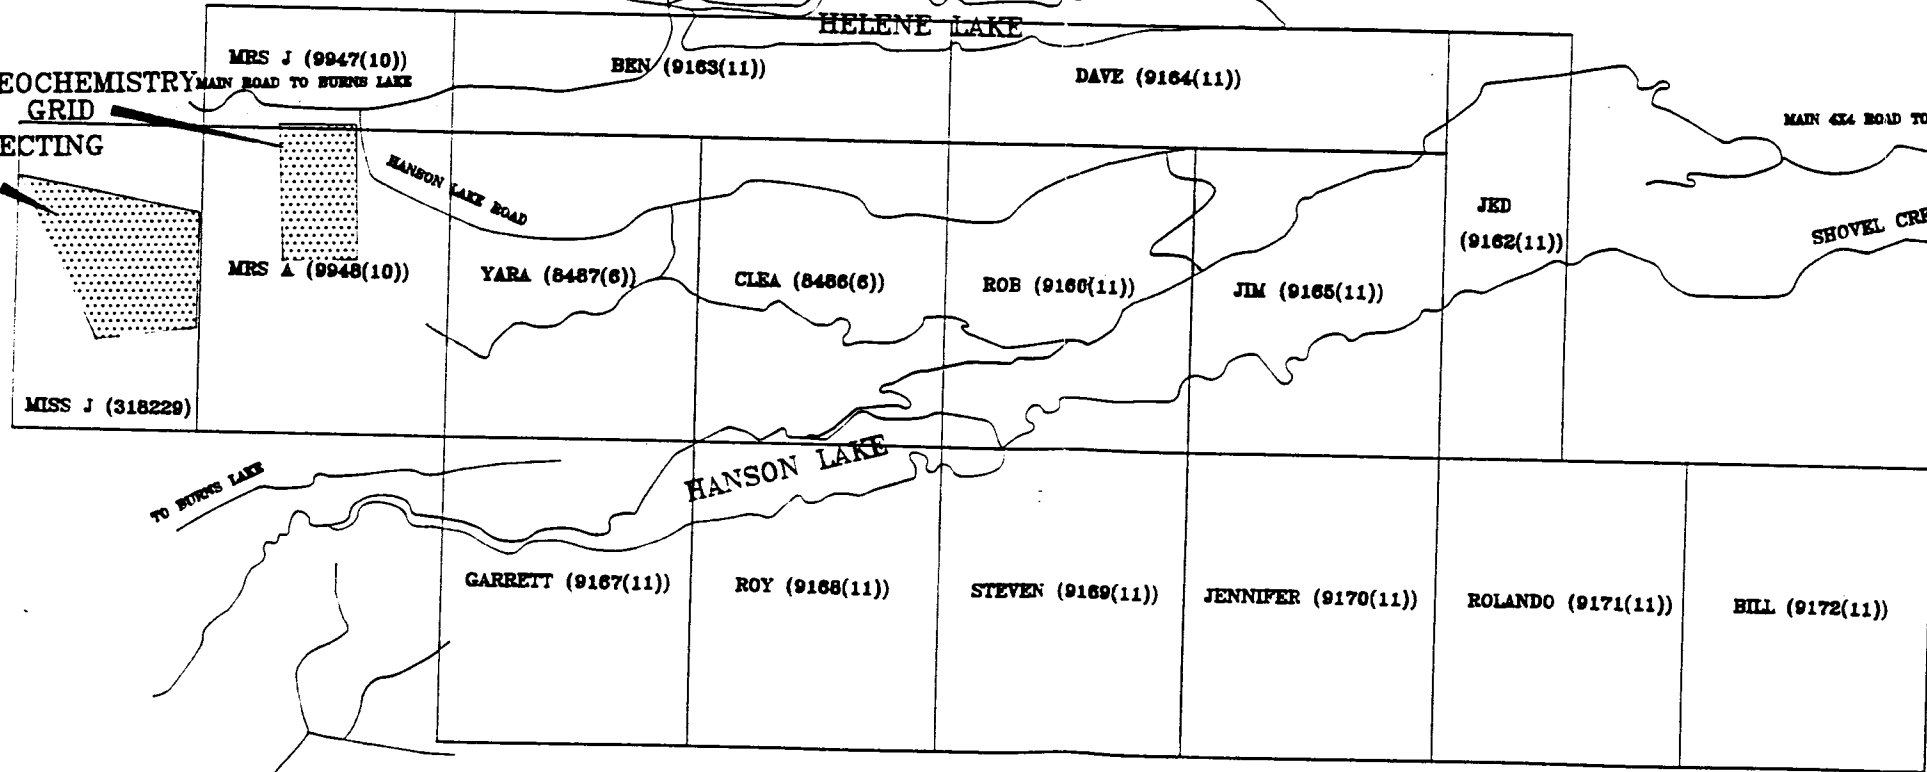 HELENE LAKE
MRS J (9947(10))
BEN (9163(11))
DAVE (9164(11))
EOCHEMISTRY
GRID
MAIN ROAD TO BURNS LAKE
ECTING
MAIN 4X4 ROAD TO
HANSON LAKE ROAD
JED
(9162(11))
SHOVEL CRE
MRS A (9948(10))
YARA (8487(6))
CLEA (8486(6))
ROB (9166(11))
JIM (9165(11))
MISS J (318229)
HANSON LAKE
TO BURNS LAKE
GARRETT (9167(11))
ROY (9168(11))
STEVEN (9169(11))
JENNIFER (9170(11))
ROLANDO (9171(11))
BILL (9172(11))